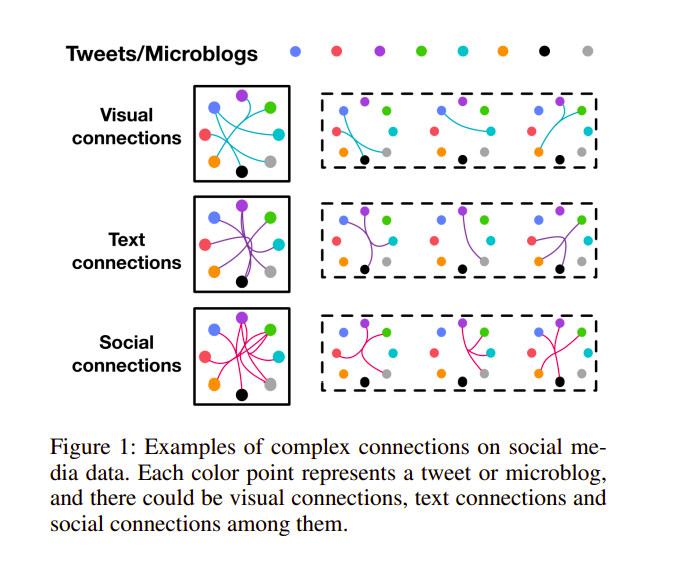 Tweets/Microblogs
Visual
connections
Text
connections
Social
connections
Figure 1: Examples of complex connections on social me-
dia data. Each color point represents a tweet or microblog,
and there could be visual connections, text connections and
social connections among them.